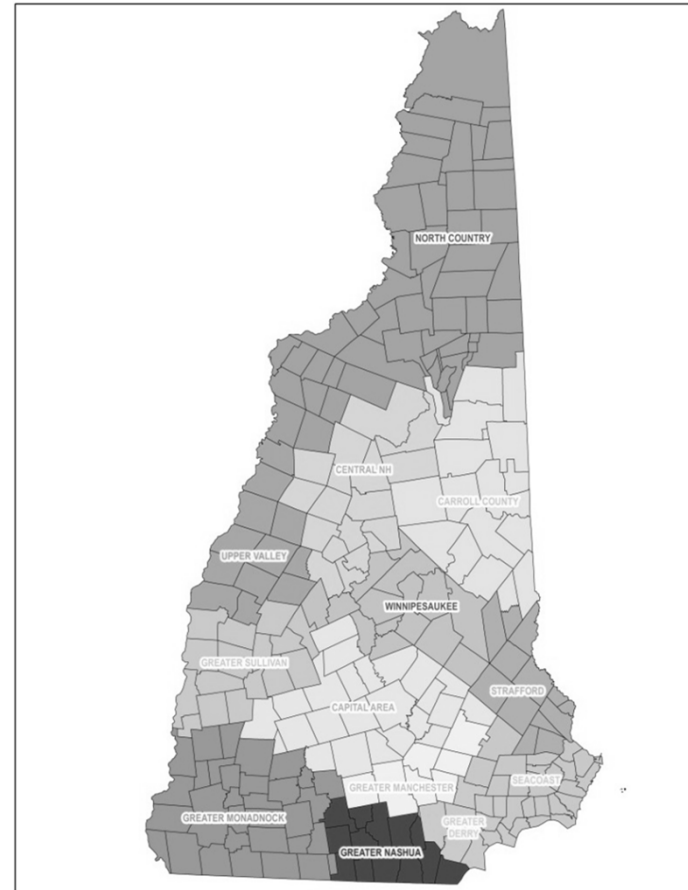 NORTH COUNTRY
CENTRAL NH
CARROLL COUNTY
UPPER VALLEY
WINNIPESAUKEE
GREATER SULLIVAN
STRAFFORD
CAPITAL AREA
SEACOAST
GREATER MANCHESTER
GREATER MONADNOCK
GREATER
DERRY
GREATER NASHUA